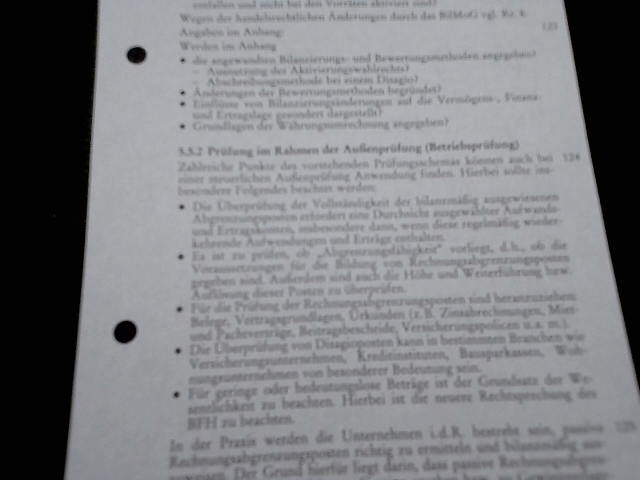 entfallen und nicht bei den Vorräten aktiviert sind?
Wegen der handelsrechtlichen Änderungen durch das BilMoG vgl. Rz. 8.
Angaben im Anhang: 123
Werden im Anhang
• die angewandten Bilanzierungs- und Bewertungsmethoden angegeben?
– Ausnutzung des Aktivierungswahlrechts?
– Abschreibungsmethode bei einem Disagio?
• Änderungen der Bewertungsmethoden begründet?
• Einflüsse von Bilanzierungsänderungen auf die Vermögens-, Finanz-
und Ertragslage gesondert dargestellt?
• Grundlagen der Währungsumrechnung angegeben?
5.5.2 Prüfung im Rahmen der Außenprüfung (Betriebsprüfung)
Zahlreiche Punkte des vorstehenden Prüfungsschemas können auch bei 124
einer steuerlichen Außenprüfung Anwendung finden. Hierbei sollte ins-
besondere Folgendes beachtet werden:
• Die Überprüfung der Vollständigkeit der bilanzmäßig ausgewiesenen
Abgrenzungsposten erfordert eine Durchsicht ausgewählter Aufwands-
und Ertragskonten, insbesondere dann, wenn diese regelmäßig wieder-
kehrende Aufwendungen und Erträge enthalten.
• Es ist zu prüfen, ob „Abgrenzungsfähigkeit“ vorliegt, d.h., ob die
Voraussetzungen für die Bildung von Rechnungsabgrenzungsposten
gegeben sind. Außerdem sind auch die Höhe und Weiterführung bzw.
Auflösung dieser Posten zu überprüfen.
• Für die Prüfung der Rechnungsabgrenzungsposten sind heranzuziehen:
Belege, Vertragsgrundlagen, Urkunden (z.B. Zinsabrechnungen, Miet-
und Pachtverträge, Beitragsbescheide, Versicherungspolicen u.a. m.).
• Die Überprüfung von Disagioposten kann in bestimmten Branchen wie
Versicherungsunternehmen, Kreditinstituten, Bausparkassen, Woh-
nungsunternehmen von besonderer Bedeutung sein.
• Für geringe oder bedeutungslose Beträge ist der Grundsatz der We-
sentlichkeit zu beachten. Hierbei ist die neuere Rechtsprechung des
BFH zu beachten.
In der Praxis werden die Unternehmen i.d.R. bestrebt sein, passive 125
Rechnungsabgrenzungsposten richtig zu ermitteln und bilanzmäßig
Der Grund hierfür liegt darin, dass passive